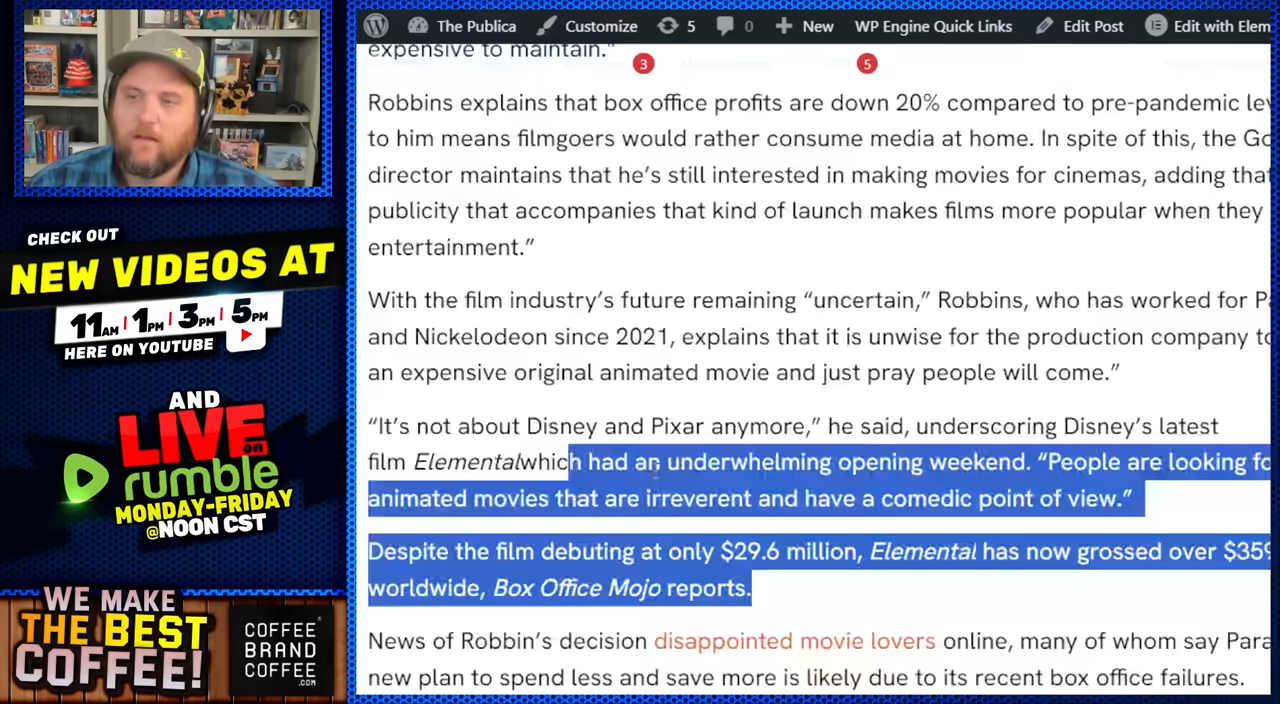 CHECK OUT
NEW VIDEOS AT
11AM | 1PM | 3PM | 5PM
HERE ON YOUTUBE
AND
LIVE on
rumble
MONDAY-FRIDAY
@NOON CST
WE MAKE
THE BEST
COFFEE!
COFFEE
BRAND
COFFEE
.COM
The Publica Customize 5 0 New WP Engine Quick Links Edit Post Edit with Elem
3 5
expensive to maintain.”
Robbins explains that box office profits are down 20% compared to pre-pandemic lev
to him means filmgoers would rather consume media at home. In spite of this, the Go
director maintains that he’s still interested in making movies for cinemas, adding that
publicity that accompanies that kind of launch makes films more popular when they
entertainment.”
With the film industry’s future remaining “uncertain,” Robbins, who has worked for Pa
and Nickelodeon since 2021, explains that it is unwise for the production company to
an expensive original animated movie and just pray people will come.”
“It’s not about Disney and Pixar anymore,” he said, underscoring Disney’s latest
film Elementalwhich had an underwhelming opening weekend. “People are looking fo
animated movies that are irreverent and have a comedic point of view.”
Despite the film debuting at only $29.6 million, Elemental has now grossed over $359
worldwide, Box Office Mojo reports.
News of Robbin’s decision disappointed movie lovers online, many of whom say Para
new plan to spend less and save more is likely due to its recent box office failures.